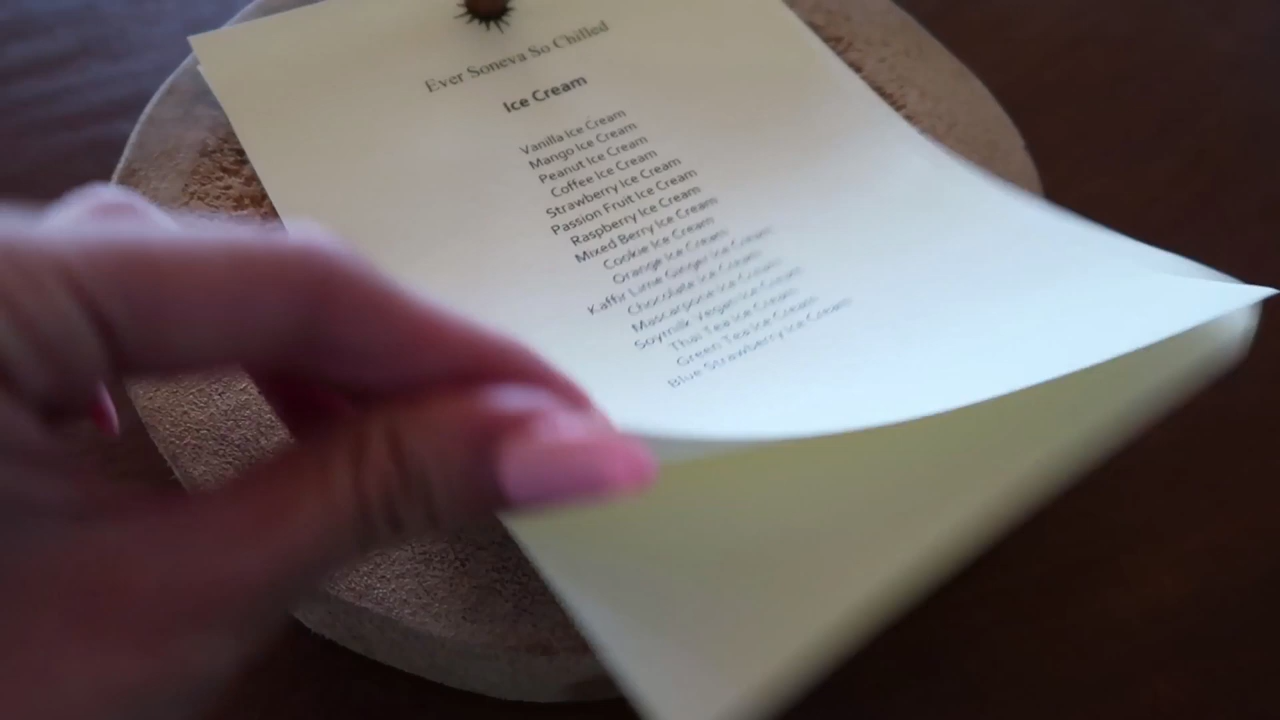 Ever Soneva So Chilled
Ice Cream
Vanilla Ice Cream
Mango Ice Cream
Peanut Ice Cream
Coffee Ice Cream
Strawberry Ice Cream
Passion Fruit Ice Cream
Raspberry Ice Cream
Mixed Berry Ice Cream
Cookie Ice Cream
Orange Ice Cream
Kaffir Lime Ginger Ice Cream
Chocolate Ice Cream
Mascarpone Ice Cream
Soymilk Vegan Ice Cream
Thai Tea Ice Cream
Green Tea Ice Cream
Blue Strawberry Ice Cream